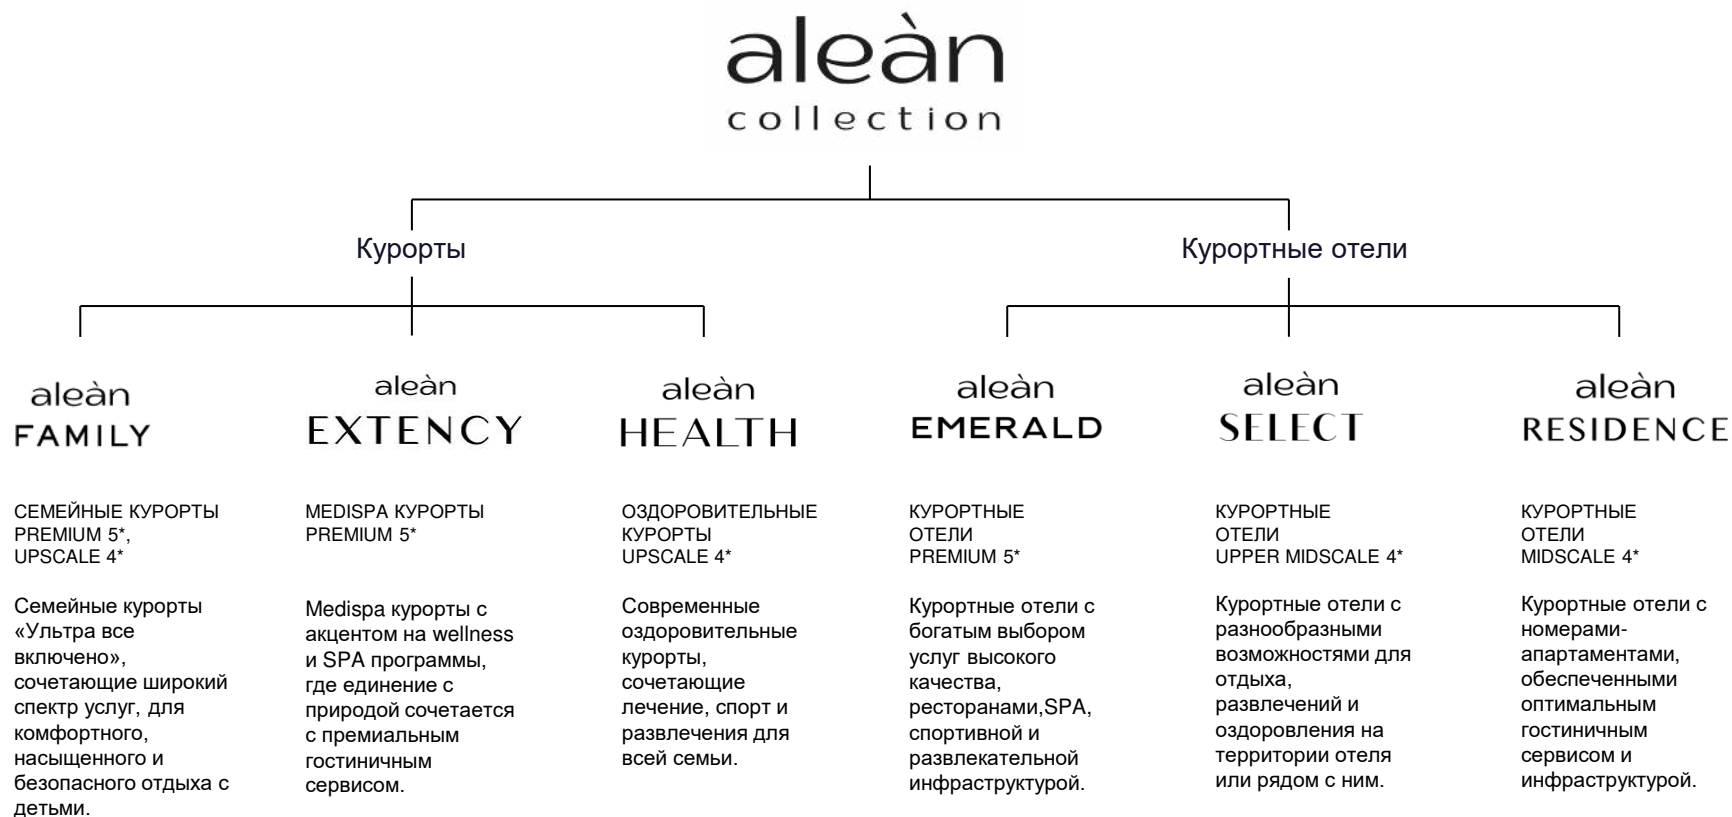 aleàn
collection
Курорты
Курортные отели
aleàn
FAMILY
СЕМЕЙНЫЕ КУРОРТЫ
PREMIUM 5*,
UPSCALE 4*
Семейные курорты
«Ультра все
включено»,
сочетающие широкий
спектр услуг, для
комфортного,
насыщенного и
безопасного отдыха с
детьми.
aleàn
EXTENCY
MEDISPA КУРОРТЫ
PREMIUM 5*
Medispa курорты с
акцентом на wellness
и SPA программы,
где единение с
природой сочетается
с премиальным
гостиничным
сервисом.
aleàn
HEALTH
ОЗДОРОВИТЕЛЬНЫЕ
КУРОРТЫ
UPSCALE 4*
Современные
оздоровительные
курорты,
сочетающие
лечение, спорт и
развлечения для
всей семьи.
aleàn
EMERALD
КУРОРТНЫЕ
ОТЕЛИ
PREMIUM 5*
Курортные отели с
богатым выбором
услуг высокого
качества,
ресторанами,SPA,
спортивной и
развлекательной
инфраструктурой.
aleàn
SELECT
КУРОРТНЫЕ
ОТЕЛИ
UPPER MIDSCALE 4*
Курортные отели с
разнообразными
возможностями для
отдыха,
развлечений и
оздоровления на
территории отеля
или рядом с ним.
aleàn
RESIDENCE
КУРОРТНЫЕ
ОТЕЛИ
MIDSCALE 4*
Курортные отели с
номерами-
апартаментами,
обеспеченными
оптимальным
гостиничным
сервисом и
инфраструктурой.